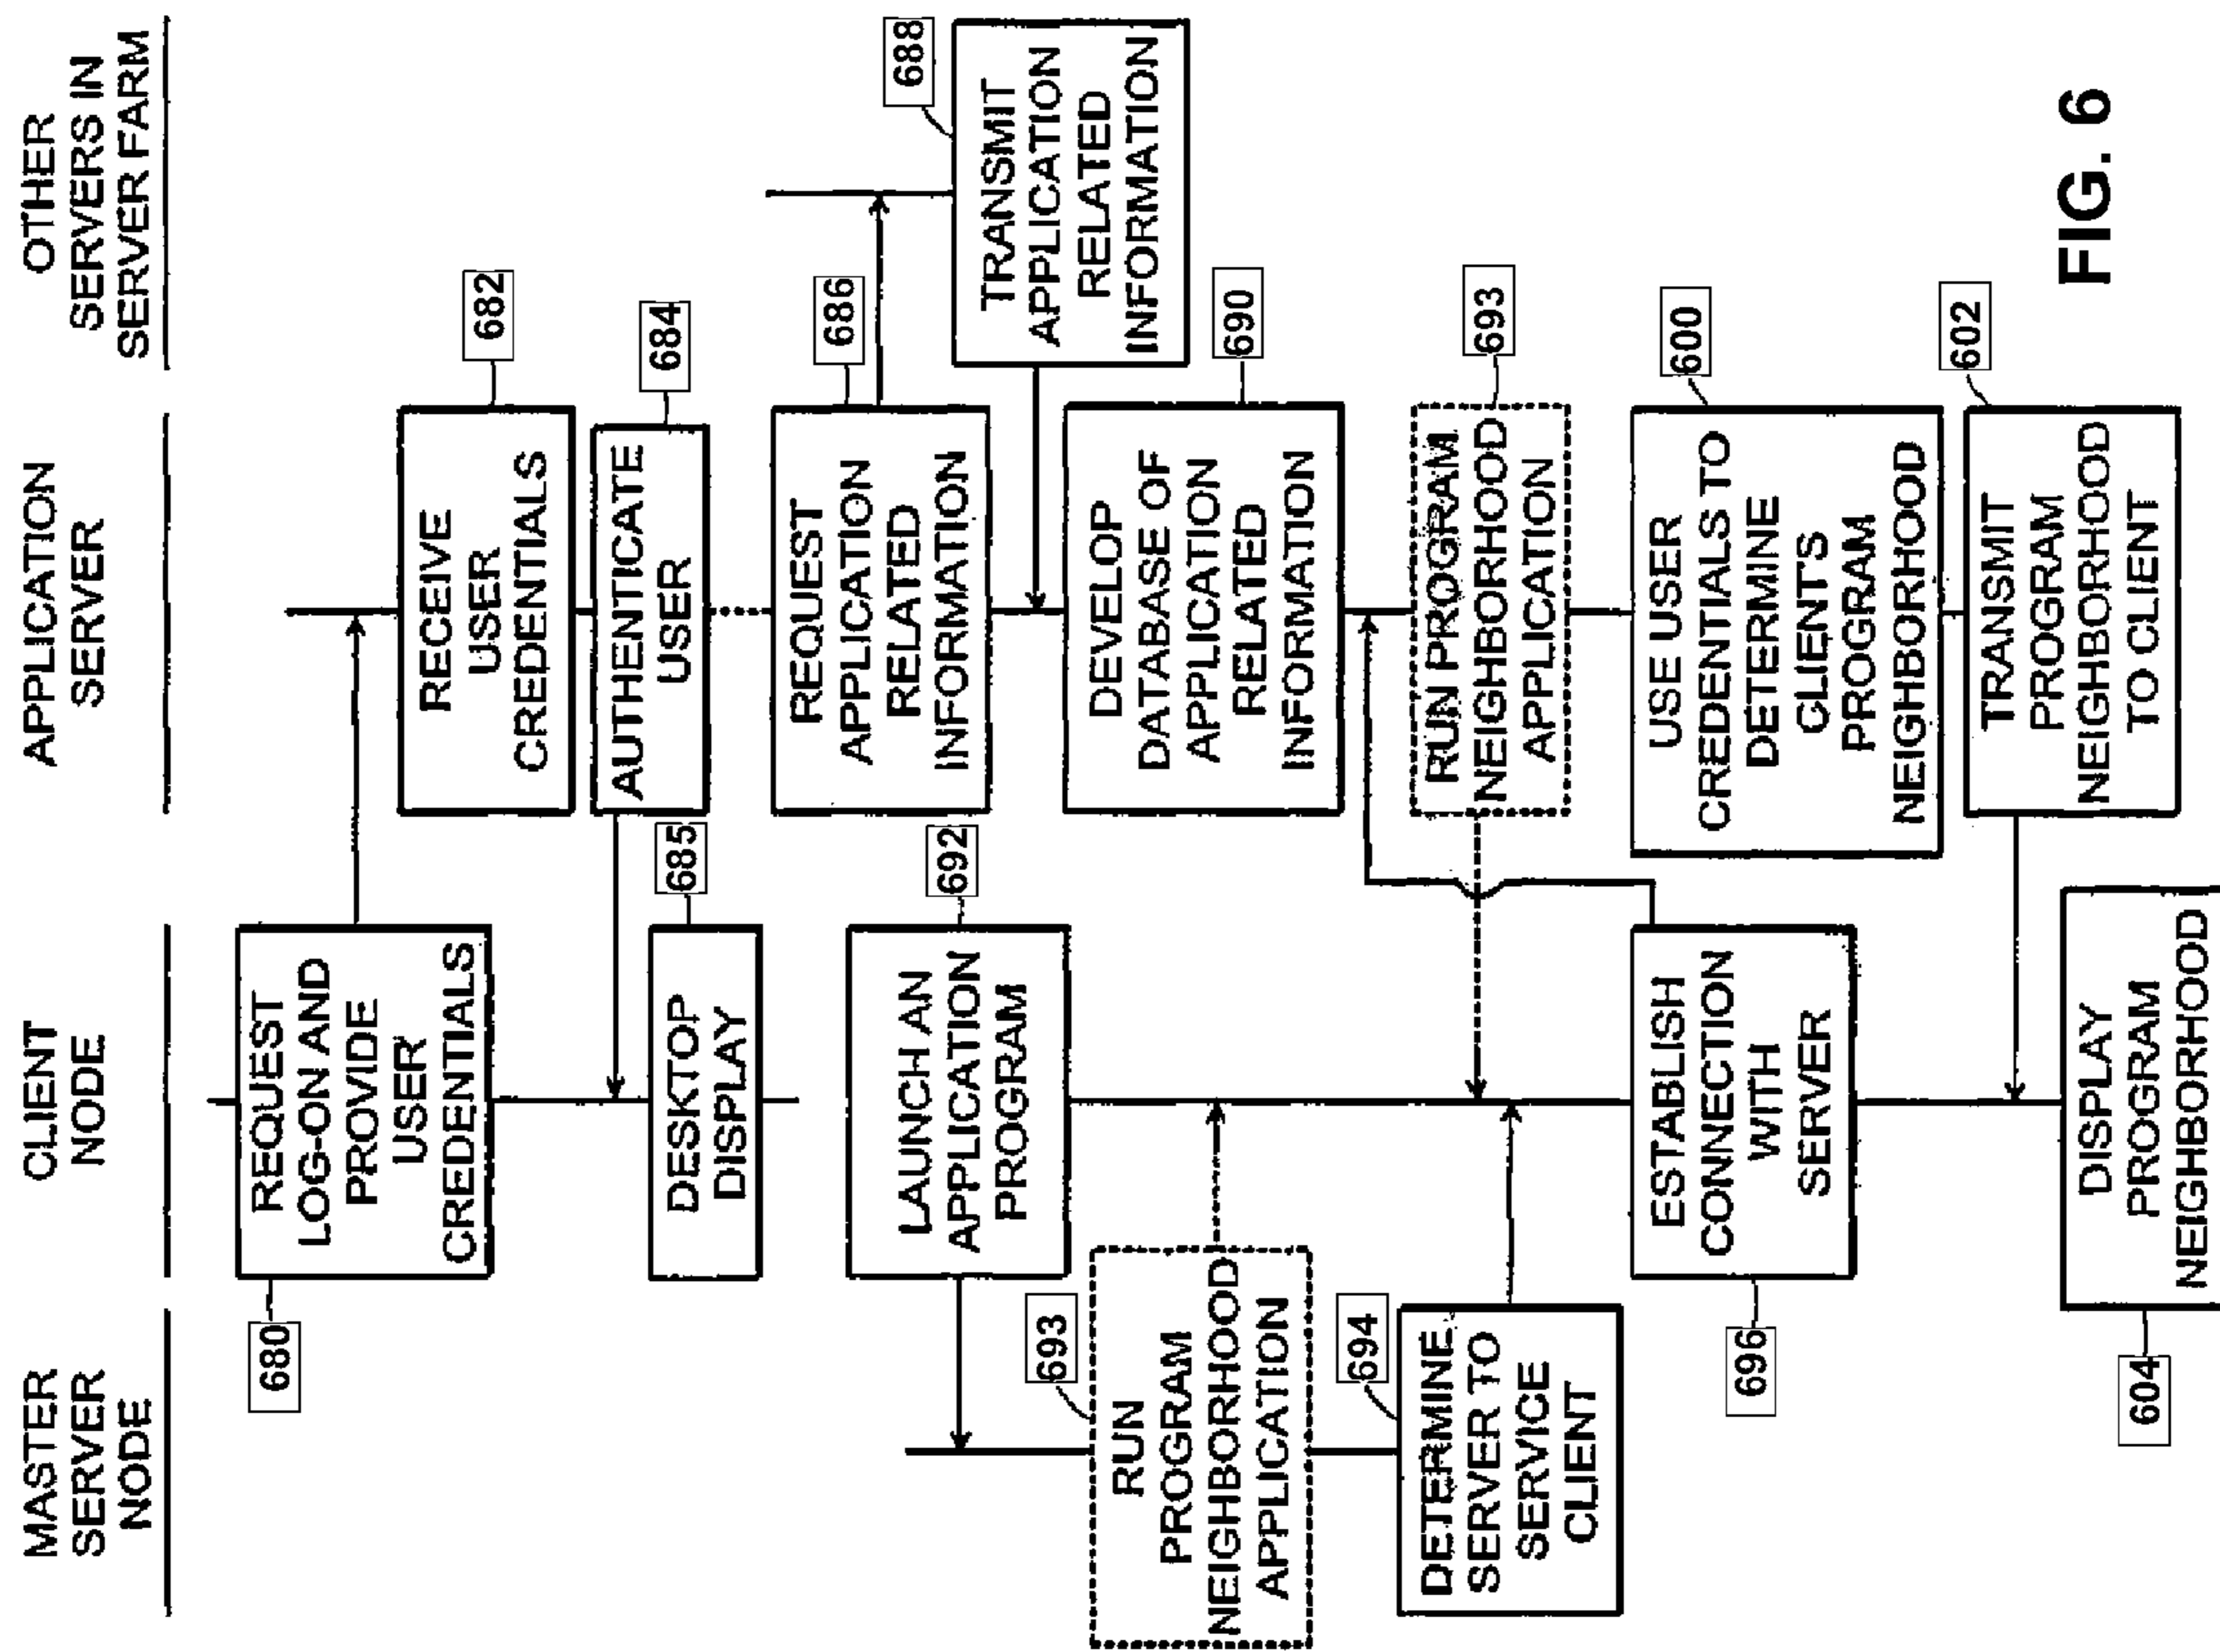 MASTER
SERVER
NODE
CLIENT
NODE
APPLICATION
SERVER
OTHER
SERVERS IN
SERVER FARM
680
REQUEST
LOG-ON AND
PROVIDE
USER
CREDENTIALS
682
RECEIVE
USER
CREDENTIALS
684
AUTHENTICATE
USER
685
DESKTOP
DISPLAY
686
REQUEST
APPLICATION
RELATED
INFORMATION
688
TRANSMIT
APPLICATION
RELATED
INFORMATION
690
DEVELOP
DATABASE OF
APPLICATION
RELATED
INFORMATION
692
LAUNCH AN
APPLICATION
PROGRAM
693
RUN
PROGRAM
NEIGHBORHOOD
APPLICATION
693
RUN PROGRAM
NEIGHBORHOOD
APPLICATION
694
DETERMINE
SERVER TO
SERVICE
CLIENT
696
ESTABLISH
CONNECTION
WITH
SERVER
600
USE USER
CREDENTIALS TO
DETERMINE
CLIENTS
PROGRAM
NEIGHBORHOOD
602
TRANSMIT
PROGRAM
NEIGHBORHOOD
TO CLIENT
604
DISPLAY
PROGRAM
NEIGHBORHOOD
FIG. 6